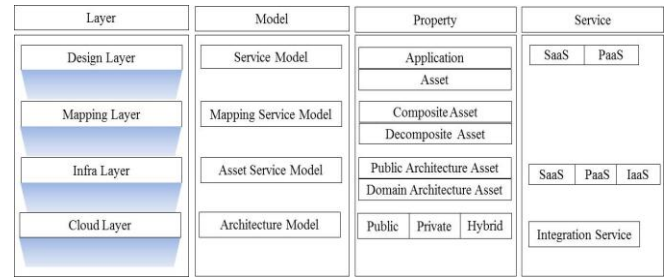 Layer Model Property Service
Design Layer Service Model Application SaaS PaaS
Asset
Mapping Layer Mapping Service Model Composite Asset
Decomposite Asset
Infra Layer Asset Service Model Public Architecture Asset SaaS PaaS IaaS
Domain Architecture Asset
Cloud Layer Architecture Model Public Private Hybrid Integration Service